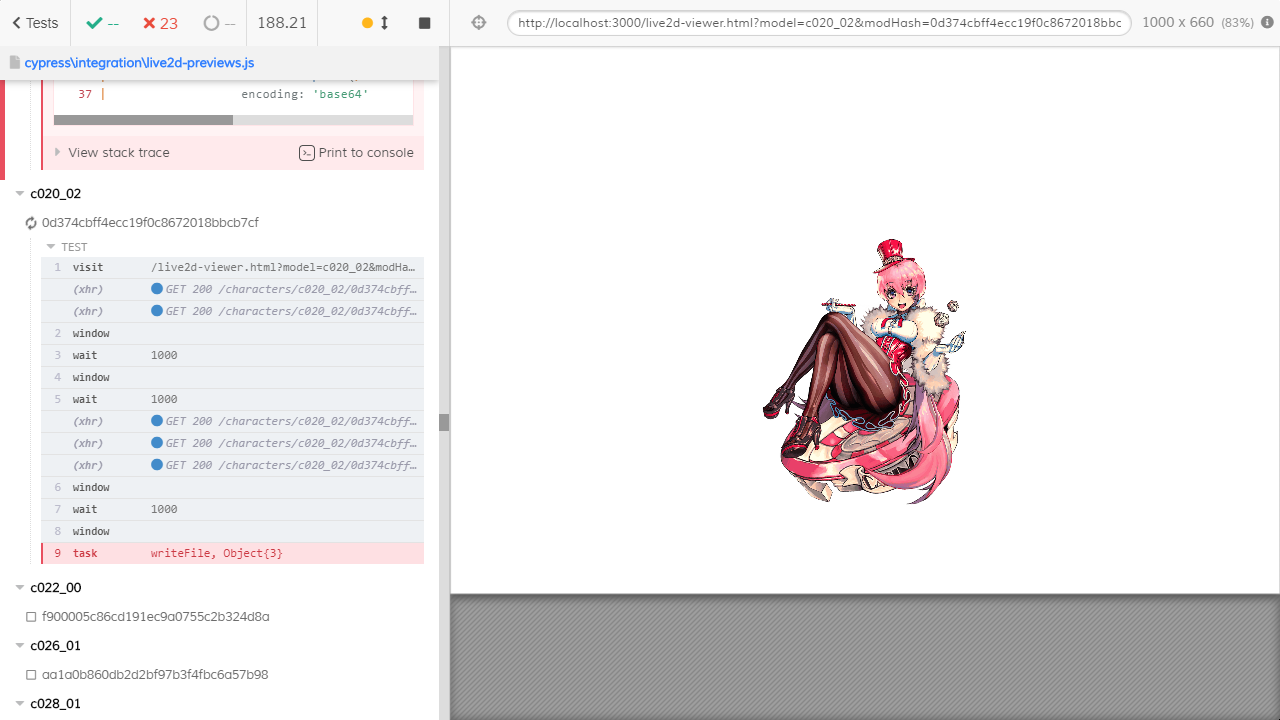 Tests
--
23
--
188.21
http://localhost:3000/live2d-viewer.html?model=c020_02&modHash=0d374cbff4ecc19f0c8672018bbc
1000 x 660 (83%)
cypress\integration\live2d-previews.js
37 | encoding: 'base64'
View stack trace
Print to console
c020_02
0d374cbff4ecc19f0c8672018bbcb7cf
TEST
1 visit /live2d-viewer.html?model=c020_02&modHa…
(xhr) GET 200 /characters/c020_02/0d374cbff…
(xhr) GET 200 /characters/c020_02/0d374cbff…
2 window
3 wait 1000
4 window
5 wait 1000
(xhr) GET 200 /characters/c020_02/0d374cbff…
(xhr) GET 200 /characters/c020_02/0d374cbff…
(xhr) GET 200 /characters/c020_02/0d374cbff…
6 window
7 wait 1000
8 window
9 task writeFile, Object{3}
c022_00
f900005c86cd191ec9a0755c2b324d8a
c026_01
aa1a0b860db2d2bf97b3f4fbc6a57b98
c028_01